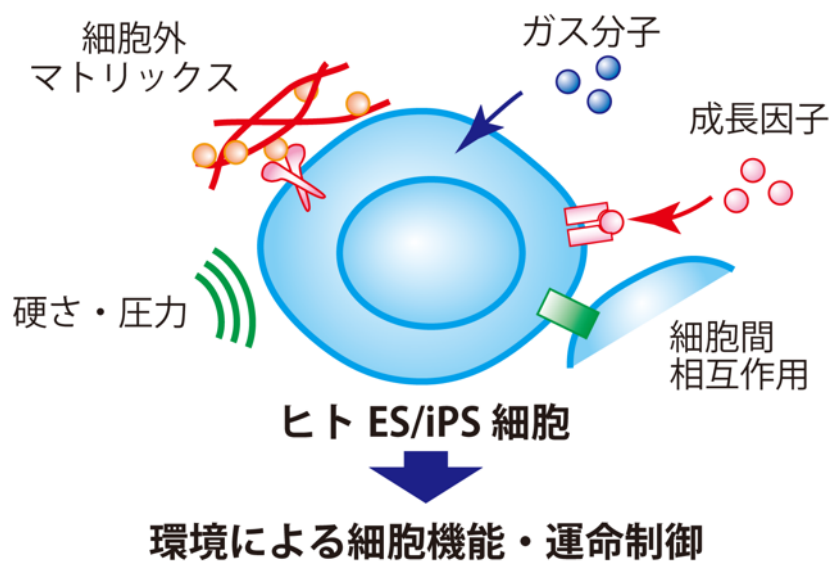 細胞外
マトリックス
ガス分子
成長因子
硬さ・圧力
細胞間
相互作用
ヒト ES/iPS 細胞
環境による細胞機能・運命制御